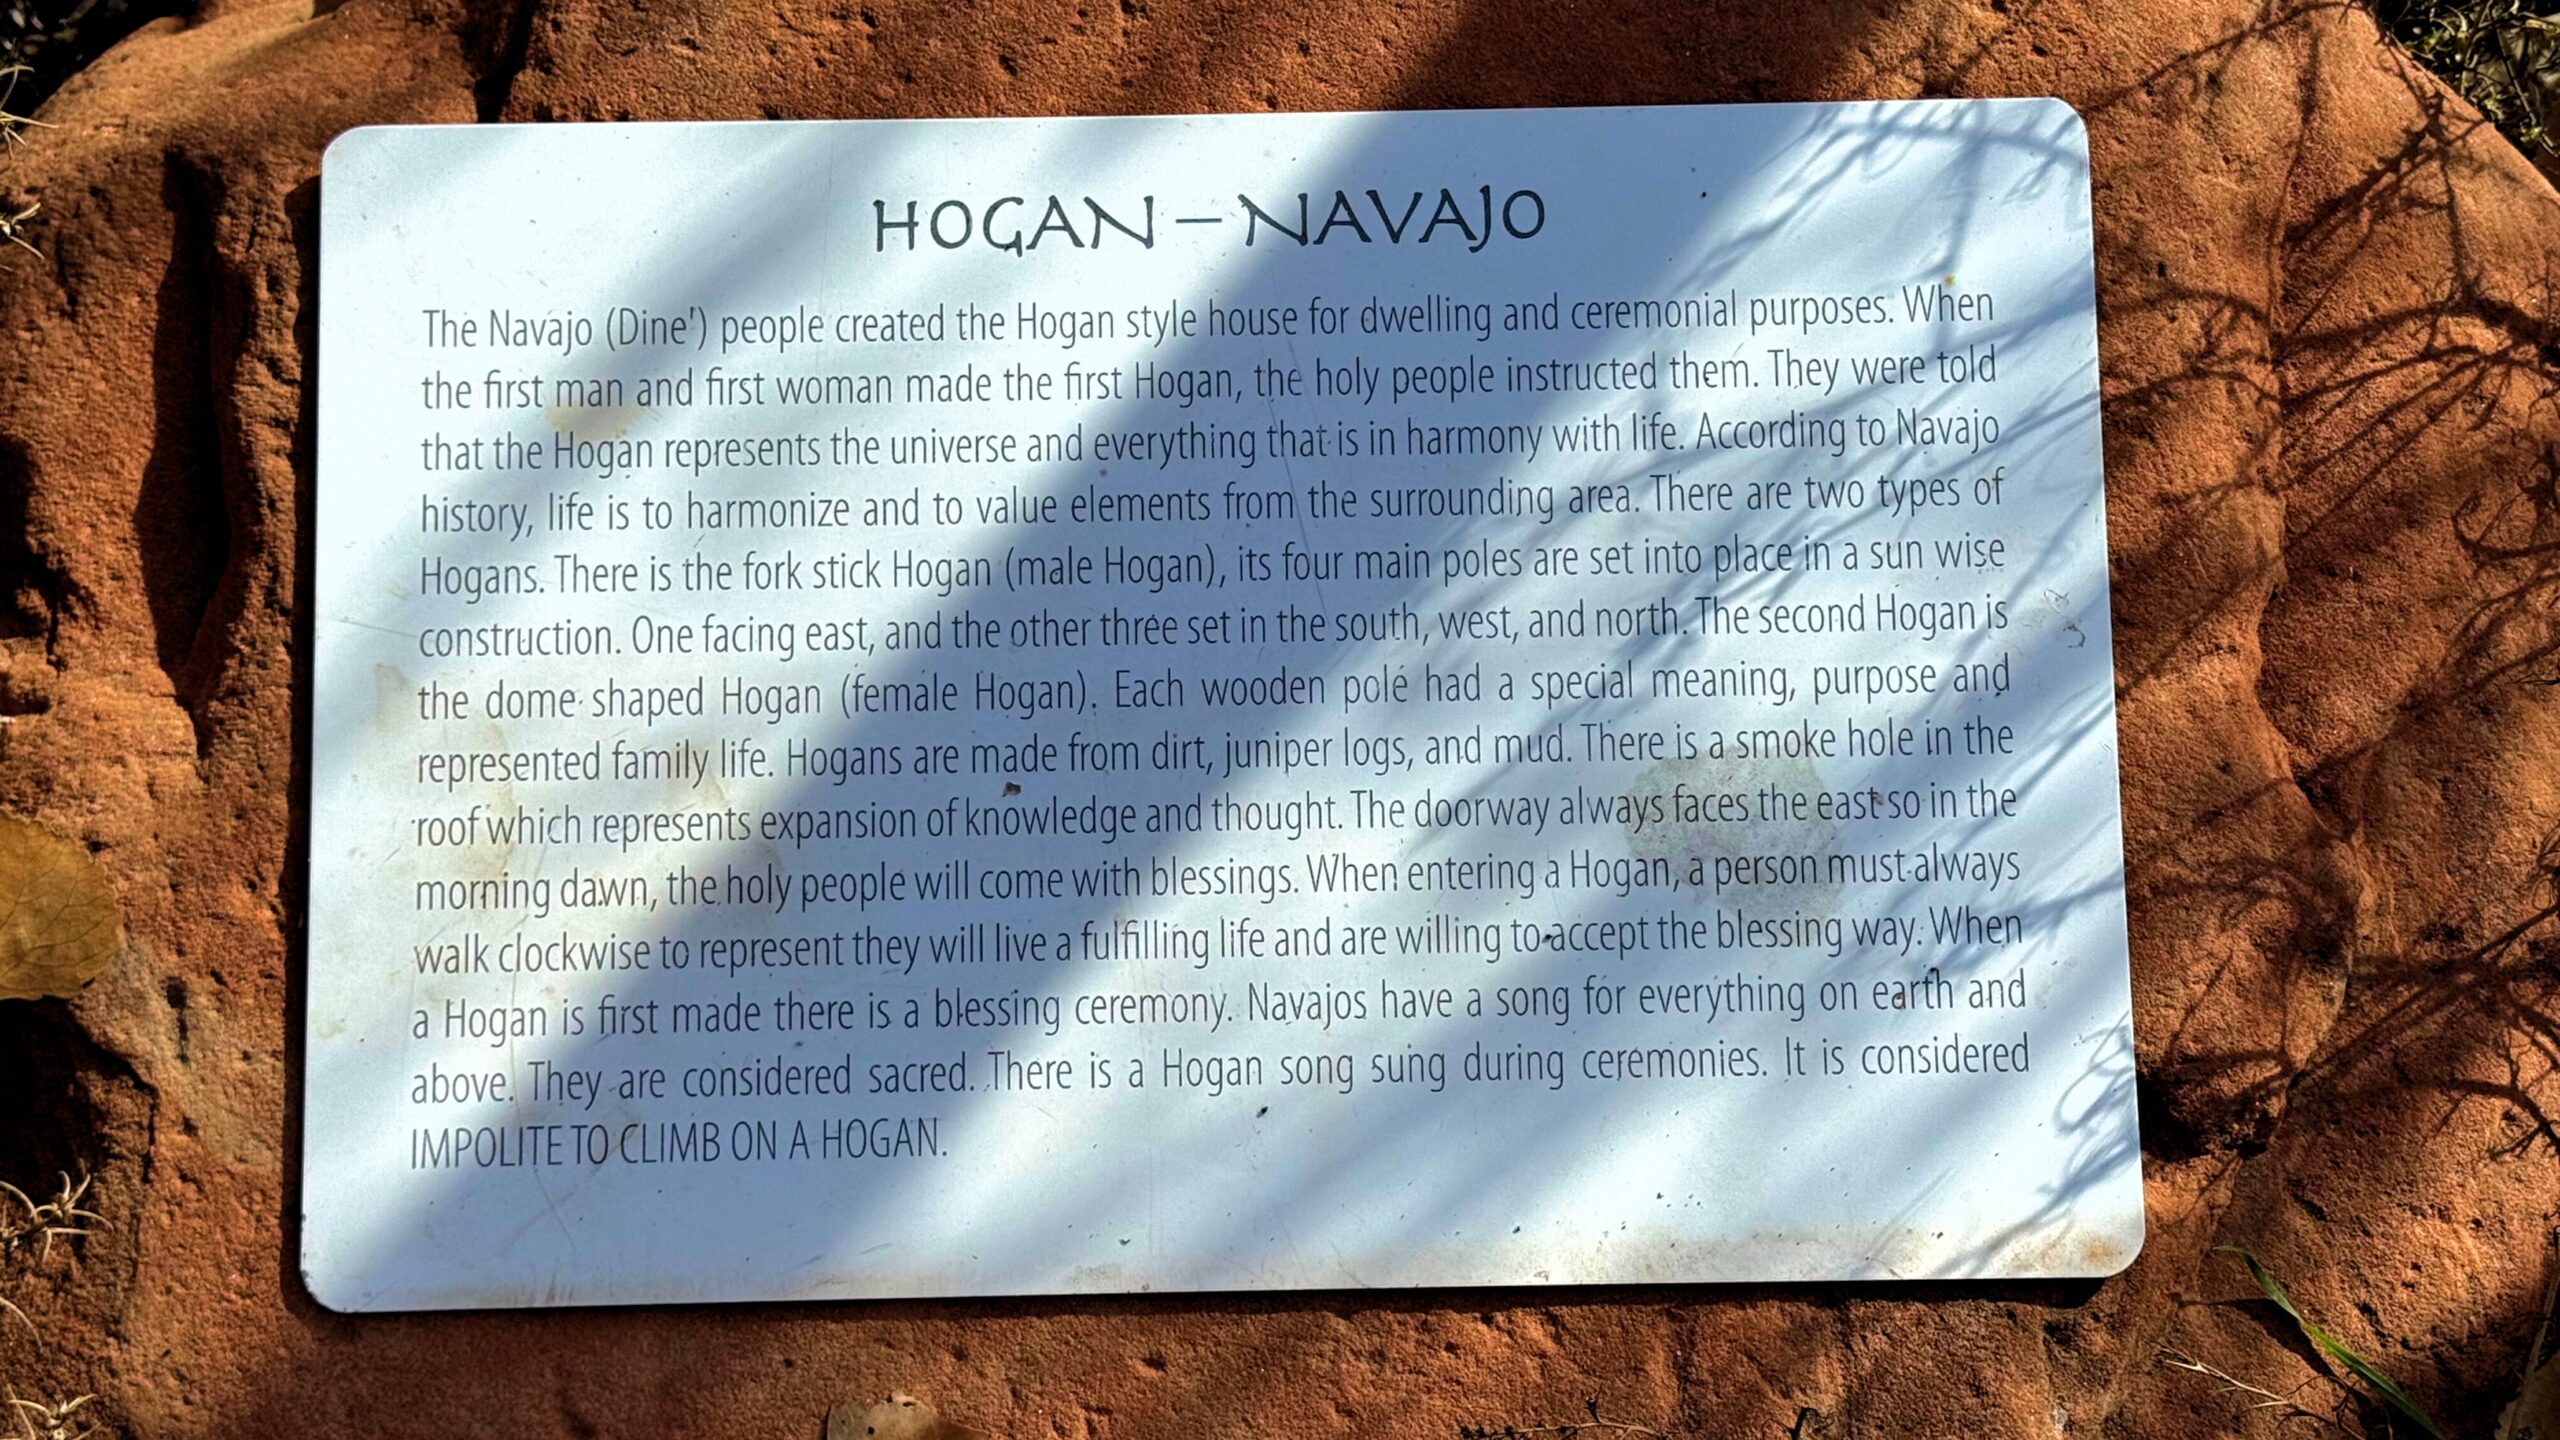 HOGAN – NAVAJO
The Navajo (Dine') people created the Hogan style house for dwelling and ceremonial purposes. When
the first man and first woman made the first Hogan, the holy people instructed them. They were told
that the Hogan represents the universe and everything that is in harmony with life. According to Navajo
history, life is to harmonize and to value elements from the surrounding area. There are two types of
Hogans. There is the fork stick Hogan (male Hogan), its four main poles are set into place in a sun wise
construction. One facing east, and the other three set in the south, west, and north. The second Hogan is
the dome shaped Hogan (female Hogan). Each wooden pole had a special meaning, purpose and
represented family life. Hogans are made from dirt, juniper logs, and mud. There is a smoke hole in the
roof which represents expansion of knowledge and thought. The doorway always faces the east so in the
morning dawn, the holy people will come with blessings. When entering a Hogan, a person must always
walk clockwise to represent they will live a fulfilling life and are willing to accept the blessing way. When
a Hogan is first made there is a blessing ceremony. Navajos have a song for everything on earth and
above. They are considered sacred. There is a Hogan song sung during ceremonies. It is considered
IMPOLITE TO CLIMB ON A HOGAN.